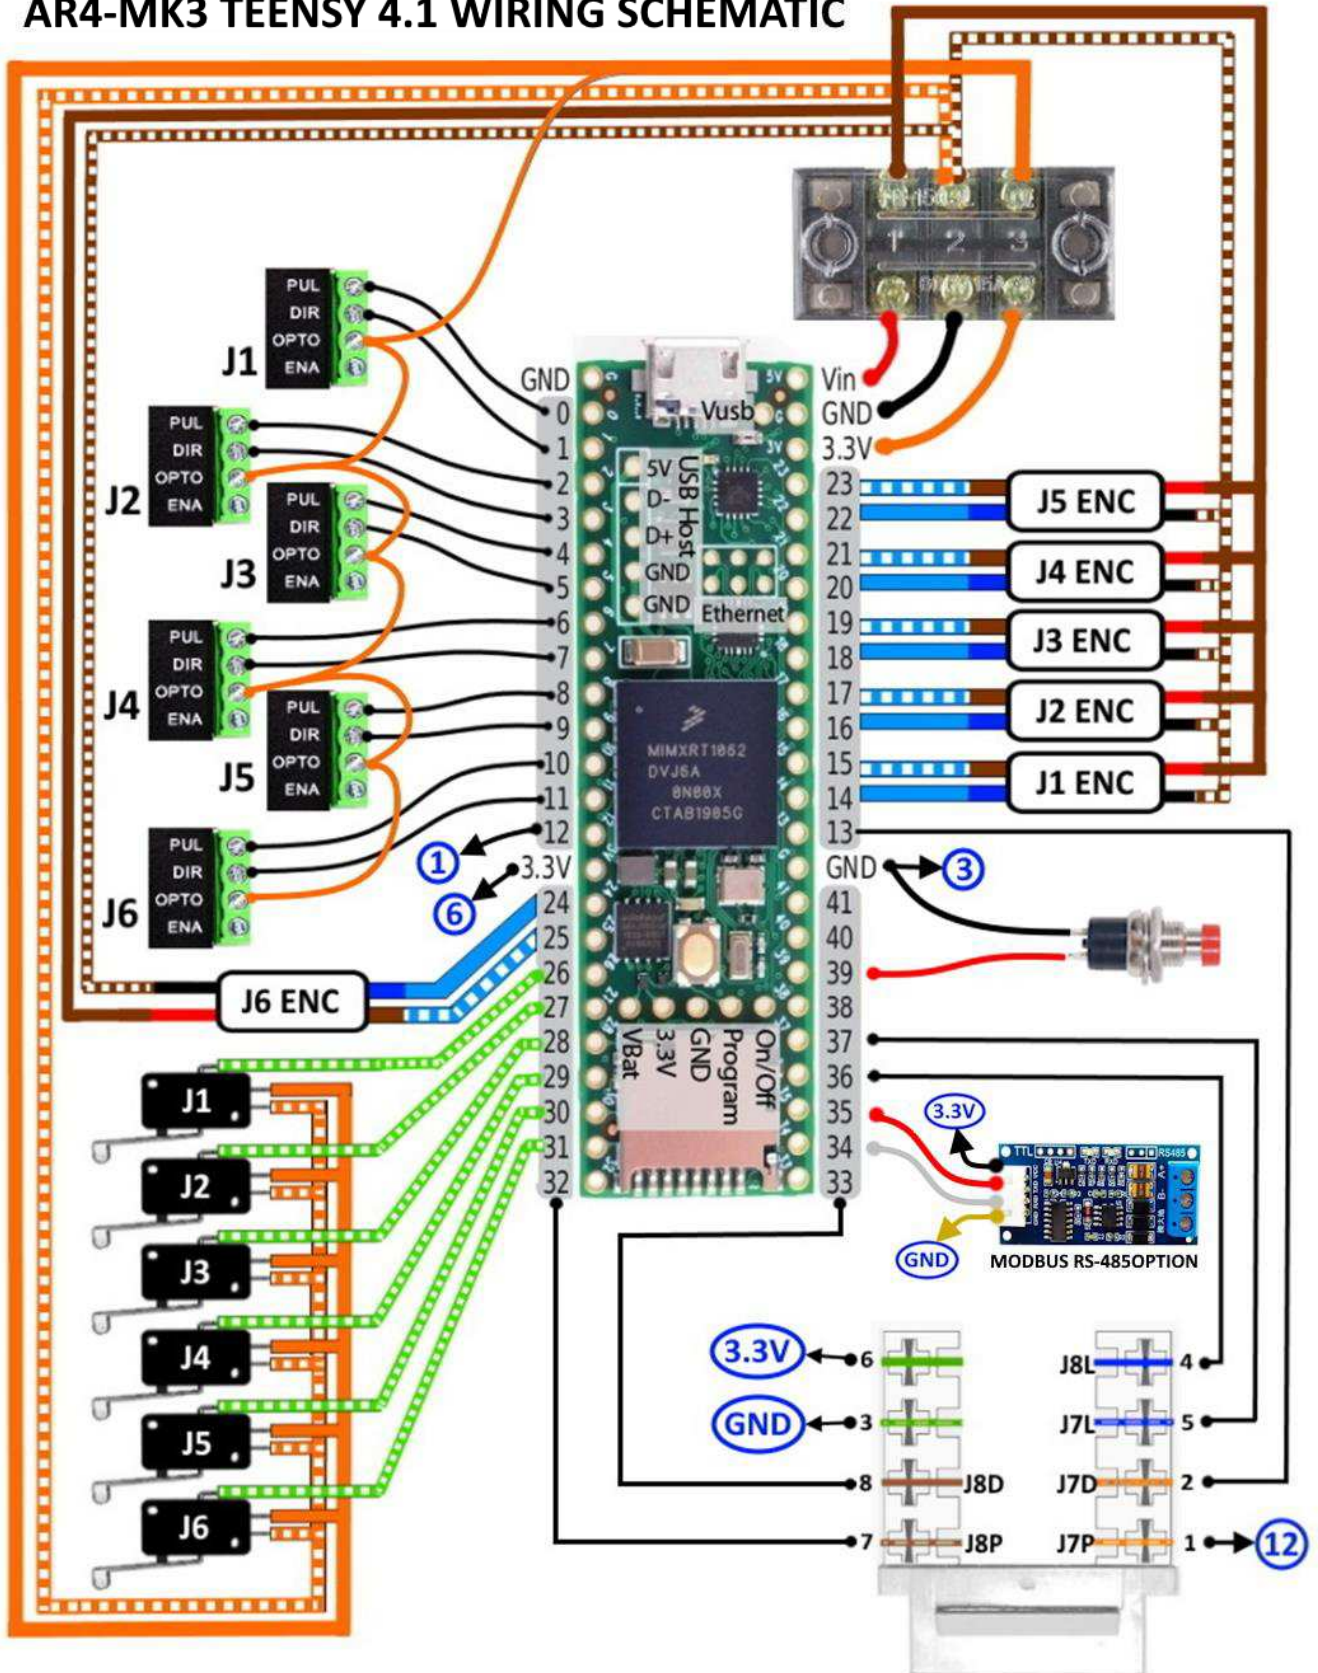 AR4-MK3 TEENSY 4.1 WIRING SCHEMATIC
1 2 3
PUL
DIR
OPTO
ENA
J1
PUL
DIR
OPTO
ENA
J2
PUL
DIR
OPTO
ENA
J3
PUL
DIR
OPTO
ENA
J4
PUL
DIR
OPTO
ENA
J5
PUL
DIR
OPTO
ENA
J6
GND
0
1
2
3
4
5
6
7
8
9
10
11
12
3.3V
24
25
26
27
28
29
30
31
32
1
6
Vusb
5V
D-
D+
GND
GND
USB Host
Ethernet
MIMXRT1062
DVJ6A
0N00X
CTAB1905G
VBat
3.3V
GND
Program
On/Off
Vin
GND
3.3V
23
22
21
20
19
18
17
16
15
14
13
GND
41
40
39
38
37
36
35
34
33
3
J5 ENC
J4 ENC
J3 ENC
J2 ENC
J1 ENC
J6 ENC
J1
J2
J3
J4
J5
J6
3.3V
TTL
RS485
A+
B-
GND
MODBUS RS-485OPTION
3.3V 6
J8L 4
GND 3
J7L 5
8 J8D
J7D 2
7 J8P
J7P 1 12